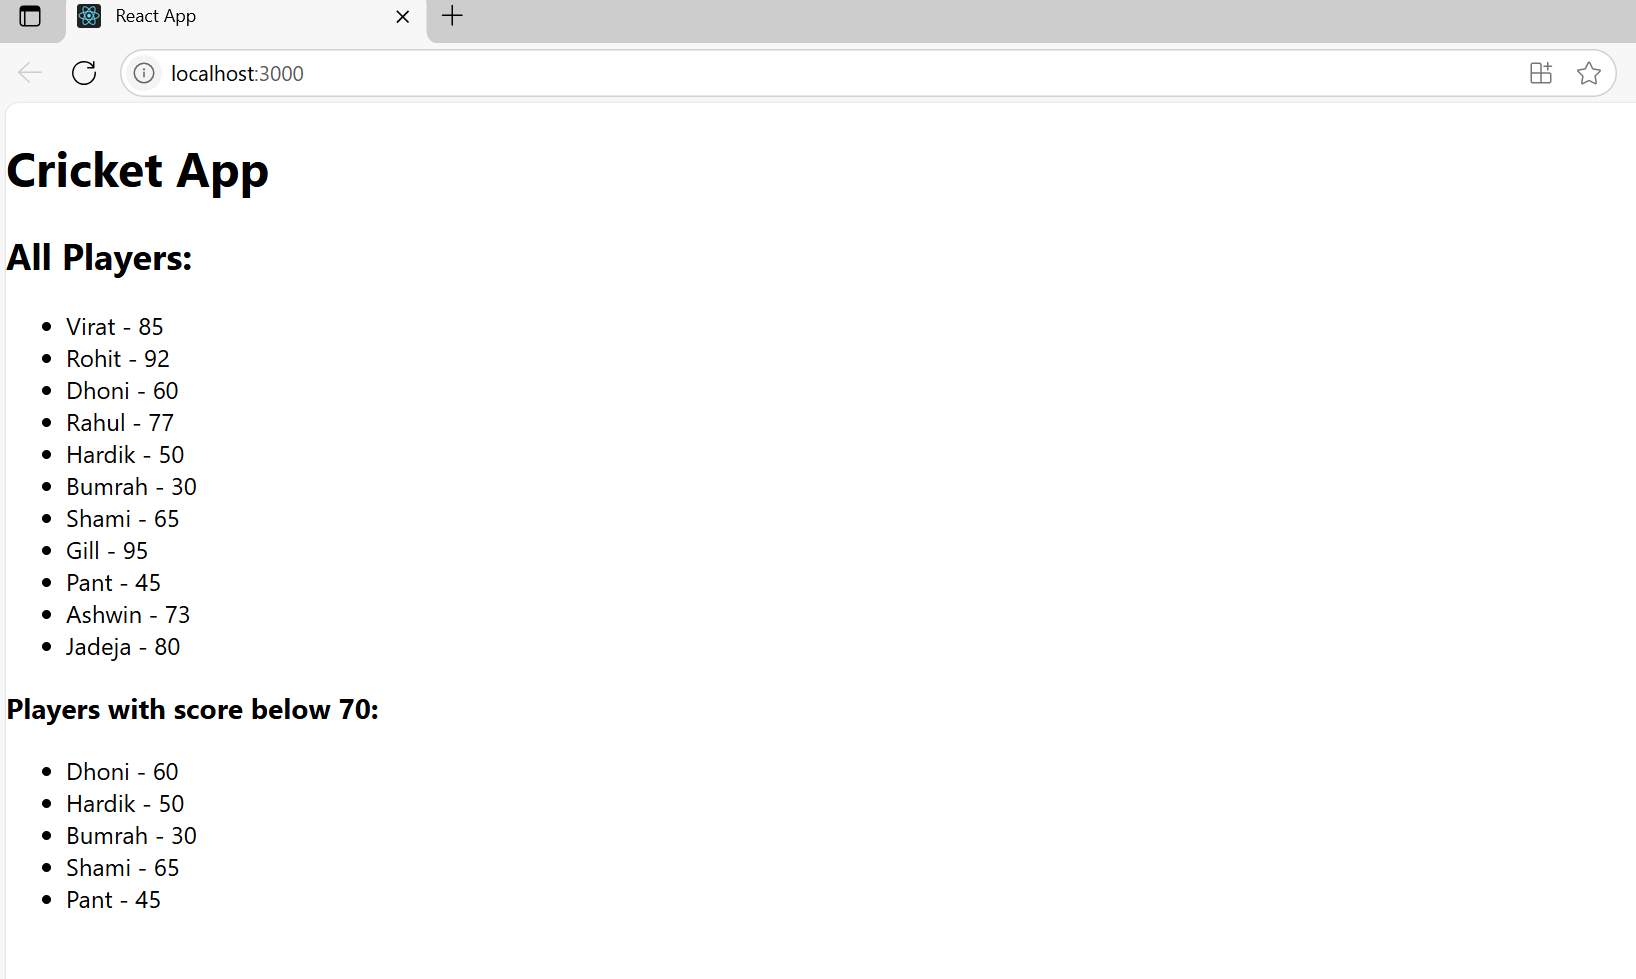 React App
localhost:3000
Cricket App
All Players:
Virat - 85
Rohit - 92
Dhoni - 60
Rahul - 77
Hardik - 50
Bumrah - 30
Shami - 65
Gill - 95
Pant - 45
Ashwin - 73
Jadeja - 80
Players with score below 70:
Dhoni - 60
Hardik - 50
Bumrah - 30
Shami - 65
Pant - 45